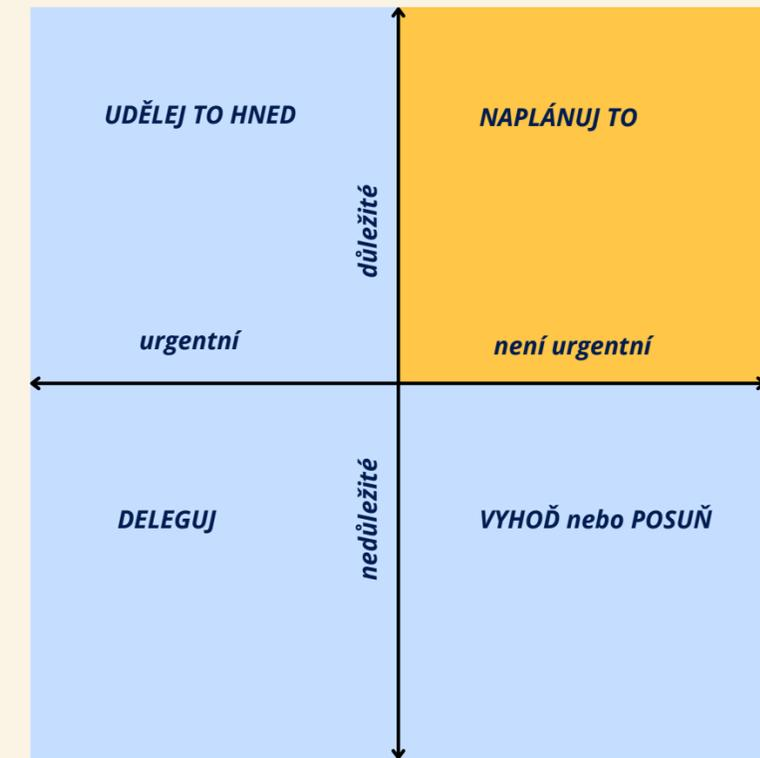 UDĚLEJ TO HNED
NAPLÁNUJ TO
důležité
urgentní
není urgentní
nedůležité
DELEGUJ
VYHOĎ nebo POSUŇ